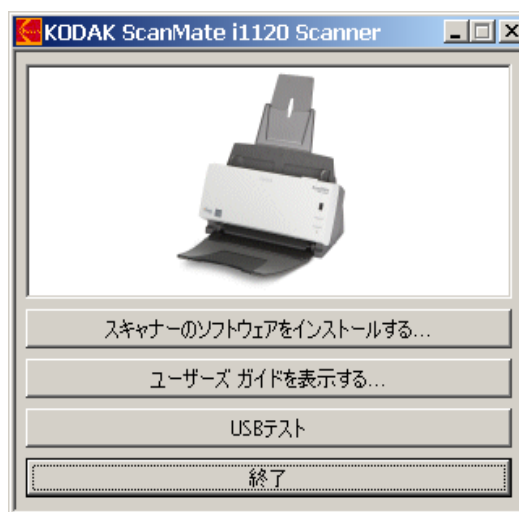 KODAK ScanMate i1120 Scanner
スキャナーのソフトウェアをインストールする...
ユーザーズ ガイドを表示する...
USBテスト
終了